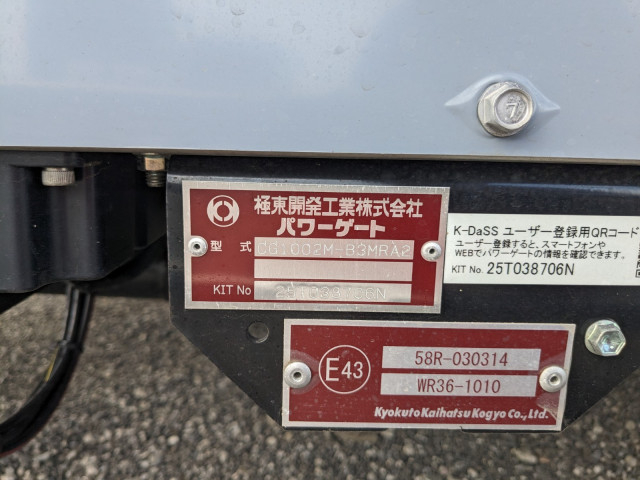 7
極東開発工業株式会社
パワーゲート
型式 DG1002M-B3MRA2
KIT No 25T038706N
K-DaSS ユーザー登録用QRコード
ユーザー登録すると、スマートフォンや
WEBでパワーゲートの情報を確認できます。
KIT No. 25T038706N
E43
58R-030314
WR36-1010
Kyokuto Kaihatsu Kogyo Co., Ltd.